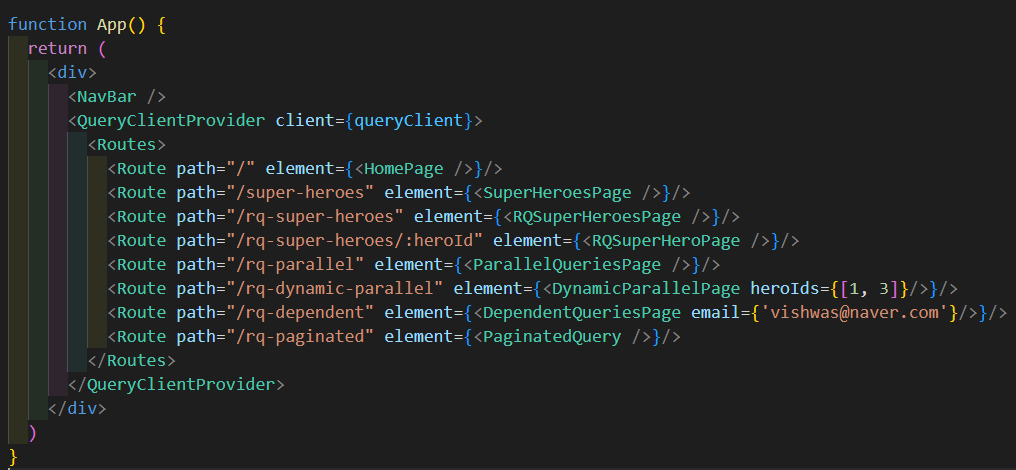 function App() {
  return (
    <div>
      <NavBar />
      <QueryClientProvider client={queryClient}>
        <Routes>
          <Route path="/" element={<HomePage />}/>
          <Route path="/super-heroes" element={<SuperHeroesPage />}/>
          <Route path="/rq-super-heroes" element={<RQSuperHeroesPage />}/>
          <Route path="/rq-super-heroes/:heroId" element={<RQSuperHeroPage />}/>
          <Route path="/rq-parallel" element={<ParallelQueriesPage />}/>
          <Route path="/rq-dynamic-parallel" element={<DynamicParallelPage heroIds={[1, 3]}/>}/>
          <Route path="/rq-dependent" element={<DependentQueriesPage email={'vishwas@naver.com'}/>}/>
          <Route path="/rq-paginated" element={<PaginatedQuery />}/>
        </Routes>
      </QueryClientProvider>
    </div>
  )
}